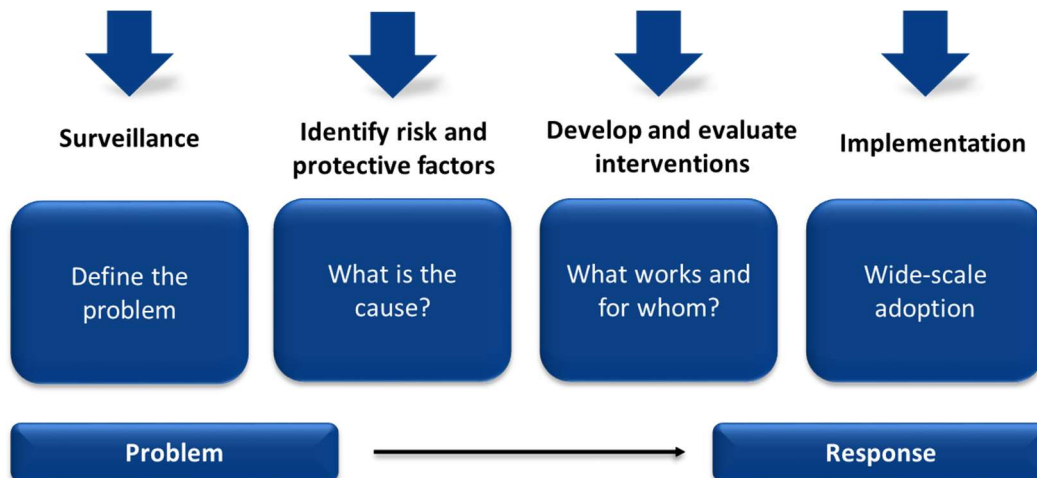 Surveillance
Identify risk and
protective factors
Develop and evaluate
interventions
Implementation
Define the
problem
What is the
cause?
What works and
for whom?
Wide-scale
adoption
Problem
Response